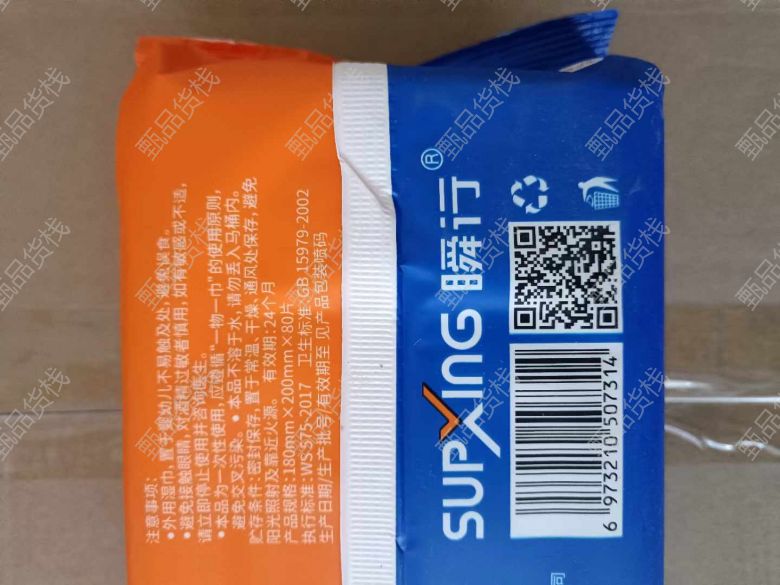 注意事项:
•外用湿巾,置于婴幼儿不易触及处,避免误食。
•避免接触眼睛,对酒精过敏者慎用,如有敏感或不适,
请立即停止使用并咨询医生。
•本品为一次性使用,应遵循“一物一巾”的使用原则,
避免交叉污染。•本品不溶于水,请勿丢入马桶内。
贮存条件:密封保存,置于常温、干燥、通风处保存,避免
阳光照射及靠近火源。 有效期:24个月
产品规格:180mm×200mm×80片
执行标准:WS575-2017 卫生标准:GB 15979-2002
生产日期/生产批号/有效期至 见产品包装喷码
SUPXING 瞬行®
6 973210 507314
司
甄品货栈